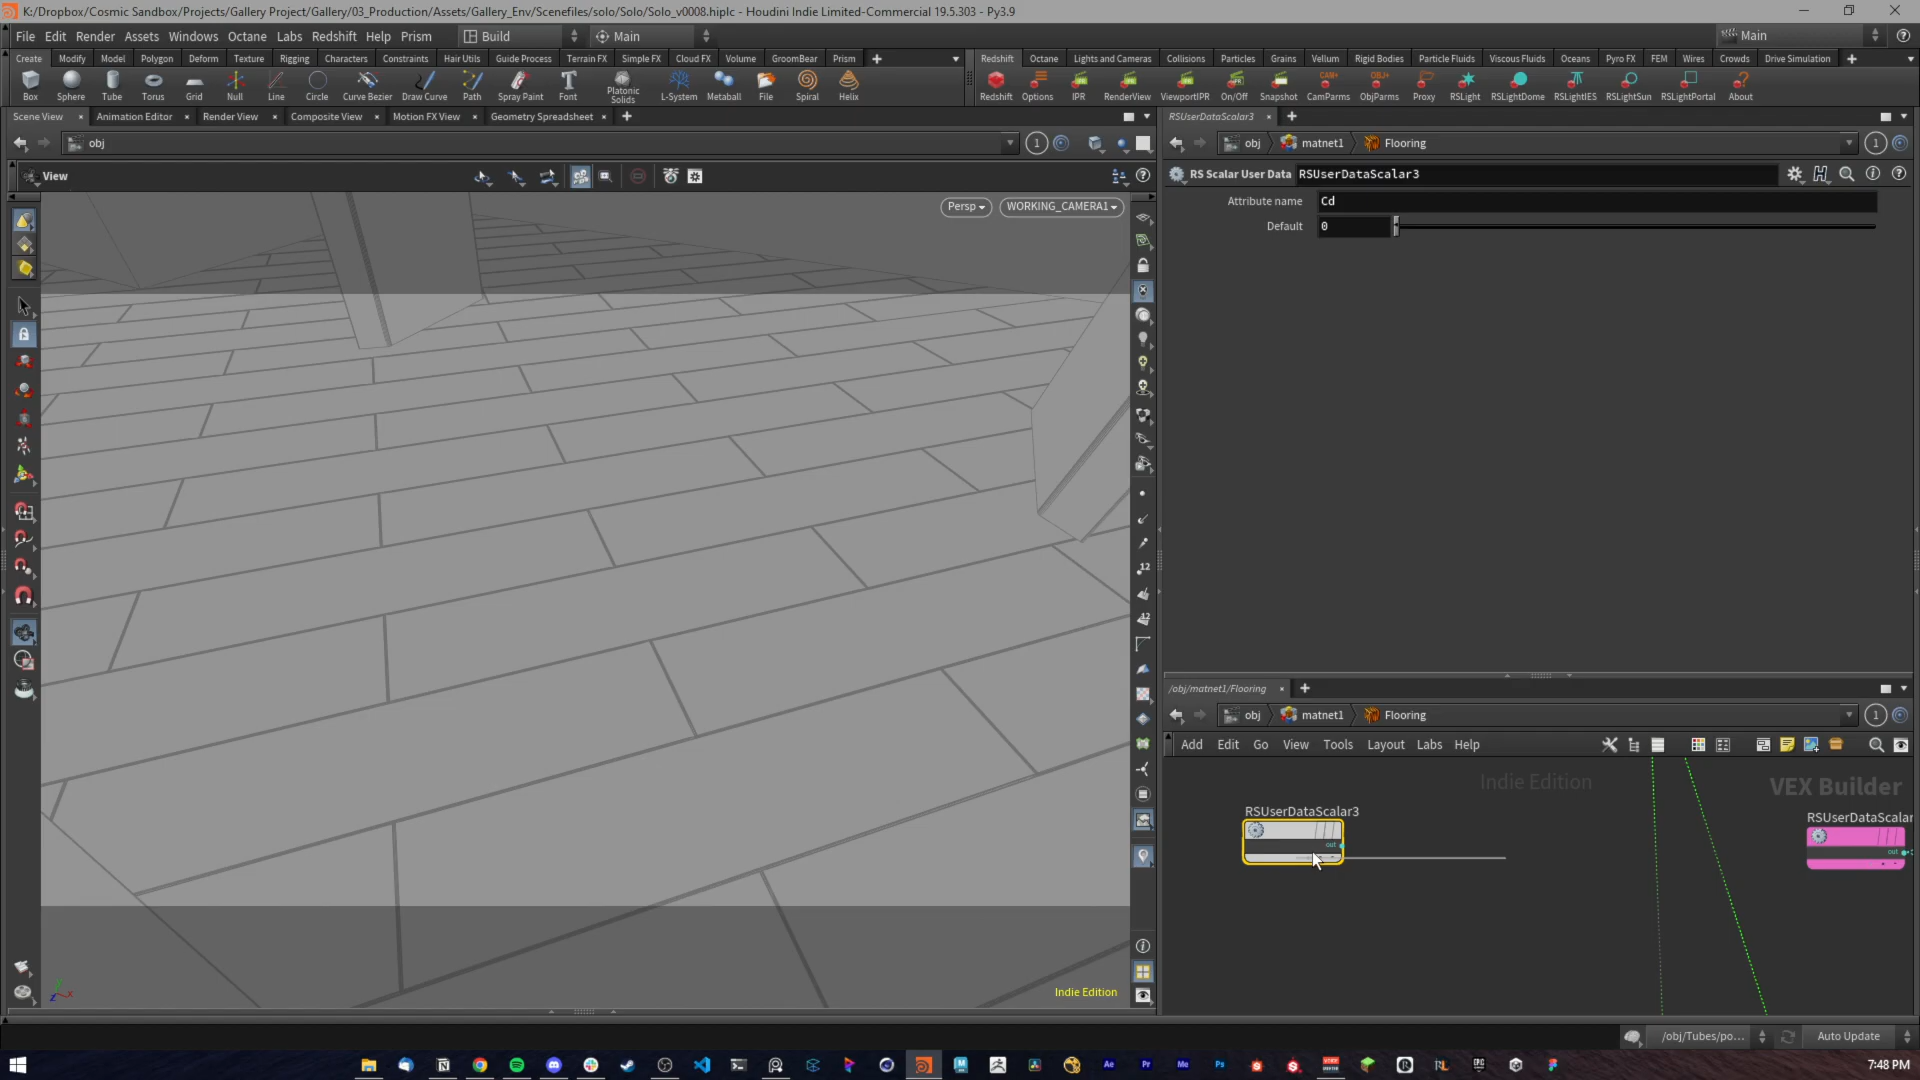 K:/Dropbox/Cosmic Sandbox/Projects/Gallery Project/Gallery/03_Production/Assets/Gallery_Env/Scenefiles/solo/Solo/Solo_v0008.hiplc - Houdini Indie Limited-Commercial 19.5.303 - Py3.9
File Edit Render Assets Windows Octane Labs Redshift Help Prism Build Main Main
Create Modify Model Polygon Deform Texture Rigging Characters Constraints Hair Utils Guide Process Terrain FX Simple FX Cloud FX Volume GroomBear Prism
Redshift Octane Lights and Cameras Collisions Particles Grains Vellum Rigid Bodies Particle Fluids Viscous Fluids Oceans Pyro FX FEM Wires Crowds Drive Simulation
Box Sphere Tube Torus Grid Null Line Circle Curve Bezier Draw Curve Path Spray Paint Font Platonic Solids L-System Metaball File Spiral Helix
Redshift Options IPR RenderView ViewportIPR On/Off Snapshot CamParms ObjParms Proxy RSLight RSLightDome RSLightIES RSLightSun RSLightPortal About
Scene View Animation Editor Render View Composite View Motion FX View Geometry Spreadsheet
RSUserDataScalar3
obj
obj matnet1 Flooring
View
RS Scalar User Data RSUserDataScalar3
Attribute name Cd
Default 0
Persp WORKING_CAMERA1
Indie Edition
/obj/matnet1/Flooring
obj matnet1 Flooring
Add Edit Go View Tools Layout Labs Help
Indie Edition
VEX Builder
RSUserDataScalar3
out
RSUserDataScalar
out
/obj/Tubes/po... Auto Update
7:48 PM